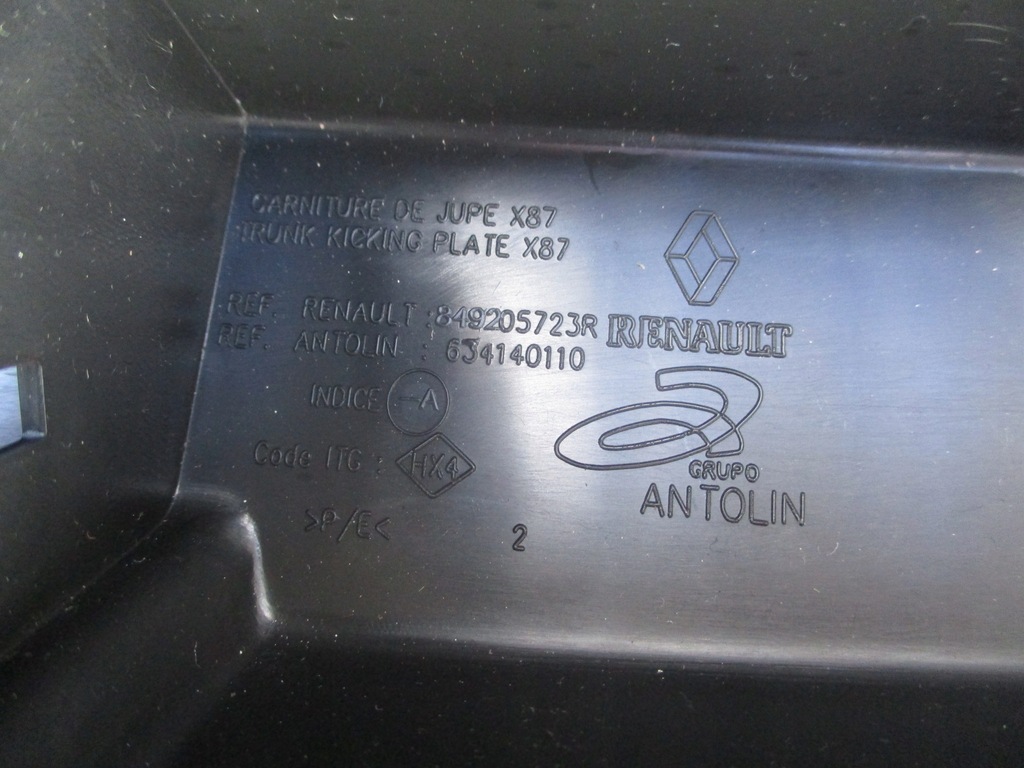 GARNITURE DE JUPE X87
TRUNK KICKING PLATE X87
REF. RENAULT :849205723R
REF. ANTOLIN : 634140110
RENAULT
INDICE -A
Code ITG : HX4
GRUPO
ANTOLIN
>P/E<
2